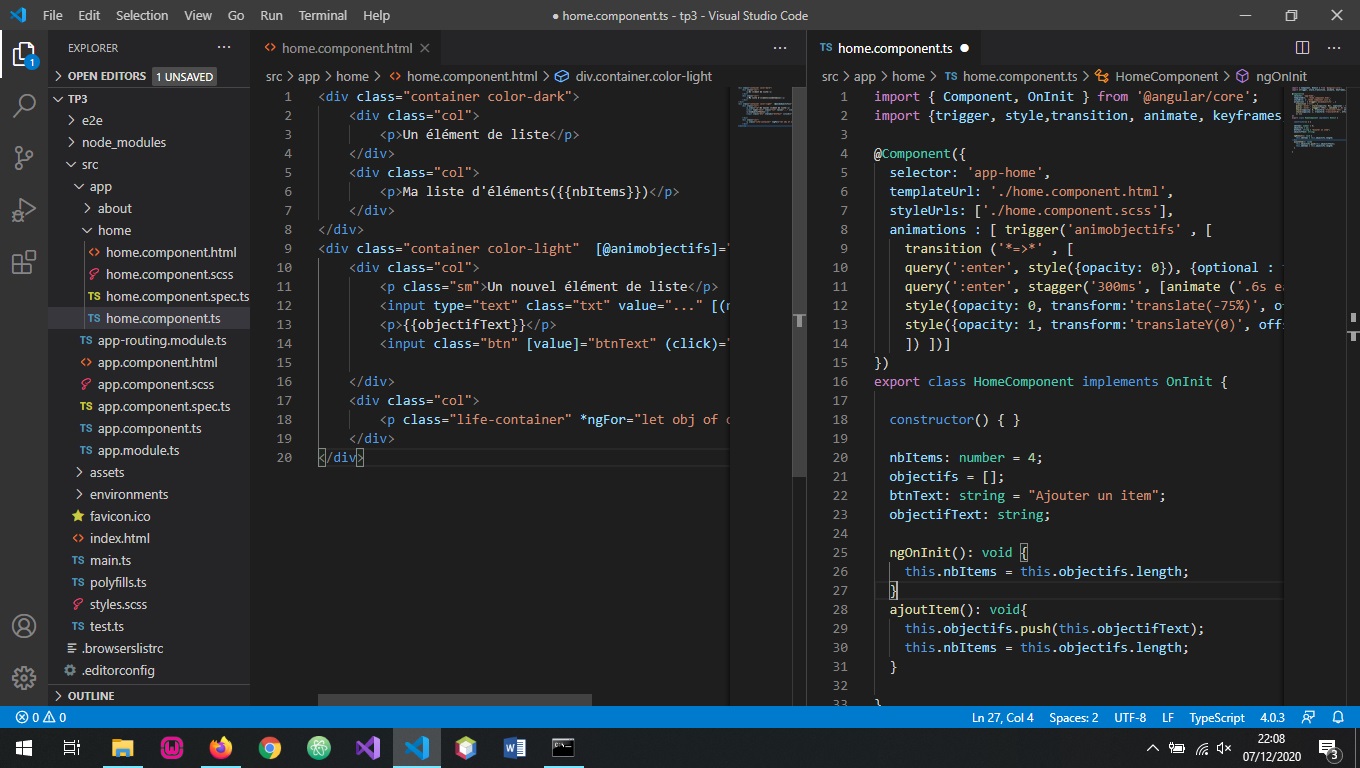 File Edit Selection View Go Run Terminal Help
● home.component.ts - tp3 - Visual Studio Code
EXPLORER
OPEN EDITORS 1 UNSAVED
TP3
e2e
node_modules
src
app
about
home
home.component.html
home.component.scss
TS home.component.spec.ts
TS home.component.ts
TS app-routing.module.ts
app.component.html
app.component.scss
TS app.component.spec.ts
TS app.component.ts
TS app.module.ts
assets
environments
favicon.ico
index.html
TS main.ts
TS polyfills.ts
styles.scss
TS test.ts
.browserslistrc
.editorconfig
OUTLINE
home.component.html
src > app > home > home.component.html > div.container.color-light
1 <div class="container color-dark">
2 <div class="col">
3 <p>Un élément de liste</p>
4 </div>
5 <div class="col">
6 <p>Ma liste d'éléments({{nbItems}})</p>
7 </div>
8 </div>
9 <div class="container color-light" [@animobjectifs]="
10 <div class="col">
11 <p class="sm">Un nouvel élément de liste</p>
12 <input type="text" class="txt" value="..." [(n
13 <p>{{objectifText}}</p>
14 <input class="btn" [value]="btnText" (click)="
15
16 </div>
17 <div class="col">
18 <p class="life-container" *ngFor="let obj of o
19 </div>
20 </div>
TS home.component.ts ●
src > app > home > TS home.component.ts > HomeComponent > ngOnInit
1 import { Component, OnInit } from '@angular/core';
2 import {trigger, style,transition, animate, keyframes
3
4 @Component({
5 selector: 'app-home',
6 templateUrl: './home.component.html',
7 styleUrls: ['./home.component.scss'],
8 animations : [ trigger('animobjectifs' , [
9 transition ('*=>*' , [
10 query(':enter', style({opacity: 0}), {optional : t
11 query(':enter', stagger('300ms', [animate ('.6s ea
12 style({opacity: 0, transform:'translate(-75%)', o
13 style({opacity: 1, transform:'translateY(0)', offs
14 ]) ])]
15 })
16 export class HomeComponent implements OnInit {
17
18 constructor() { }
19
20 nbItems: number = 4;
21 objectifs = [];
22 btnText: string = "Ajouter un item";
23 objectifText: string;
24
25 ngOnInit(): void {
26 this.nbItems = this.objectifs.length;
27 }
28 ajoutItem(): void{
29 this.objectifs.push(this.objectifText);
30 this.nbItems = this.objectifs.length;
31 }
32
33 }
0 0 Ln 27, Col 4 Spaces: 2 UTF-8 LF TypeScript 4.0.3
22:08
07/12/2020
3